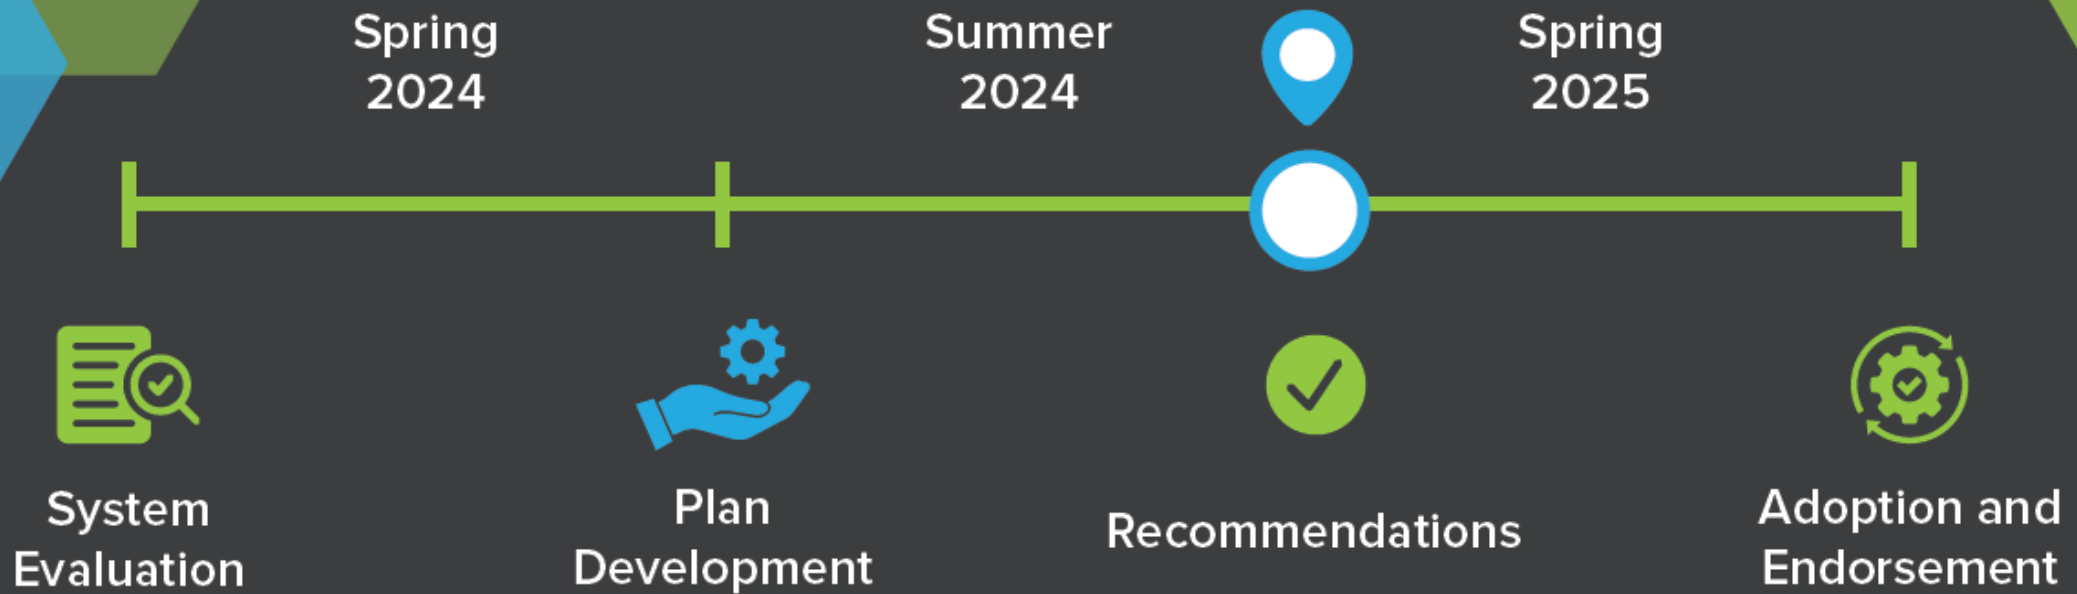 Spring
2024
Summer
2024
Spring
2025
System
Evaluation
Plan
Development
Recommendations
Adoption and
Endorsement